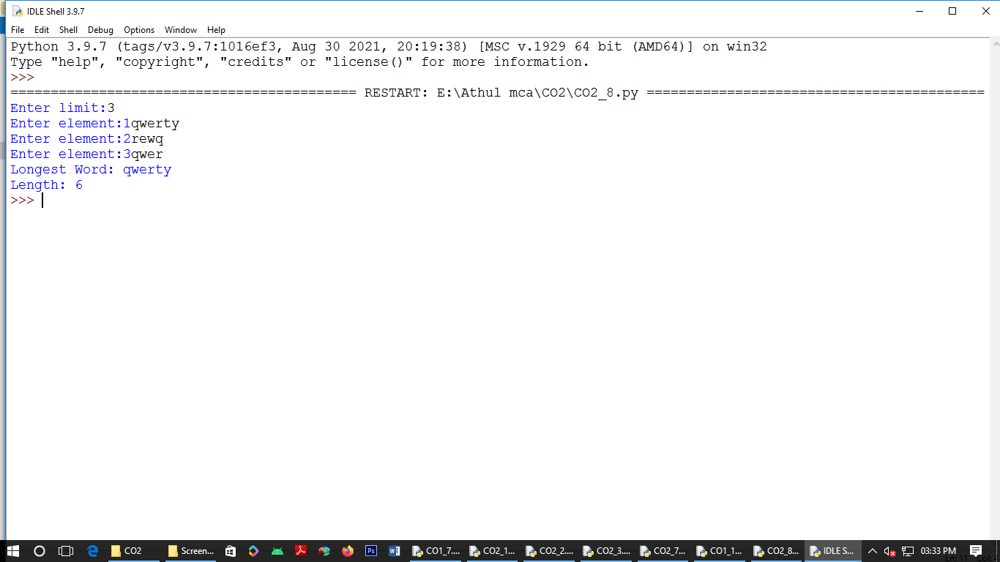 IDLE Shell 3.9.7
File Edit Shell Debug Options Window Help
Python 3.9.7 (tags/v3.9.7:1016ef3, Aug 30 2021, 20:19:38) [MSC v.1929 64 bit (AMD64)] on win32
Type "help", "copyright", "credits" or "license()" for more information.
>>>
=========================================== RESTART: E:\Athul mca\CO2\CO2_8.py ==========================================
Enter limit:3
Enter element:1qwerty
Enter element:2rewq
Enter element:3qwer
Longest Word: qwerty
Length: 6
>>>
CO2 Screen... Ps W CO1_7.... CO2_1... CO2_2.... CO2_3.... CO2_7... CO1_1... CO2_8... IDLE S... 03:33 PM
Ln: 11 Col: 4